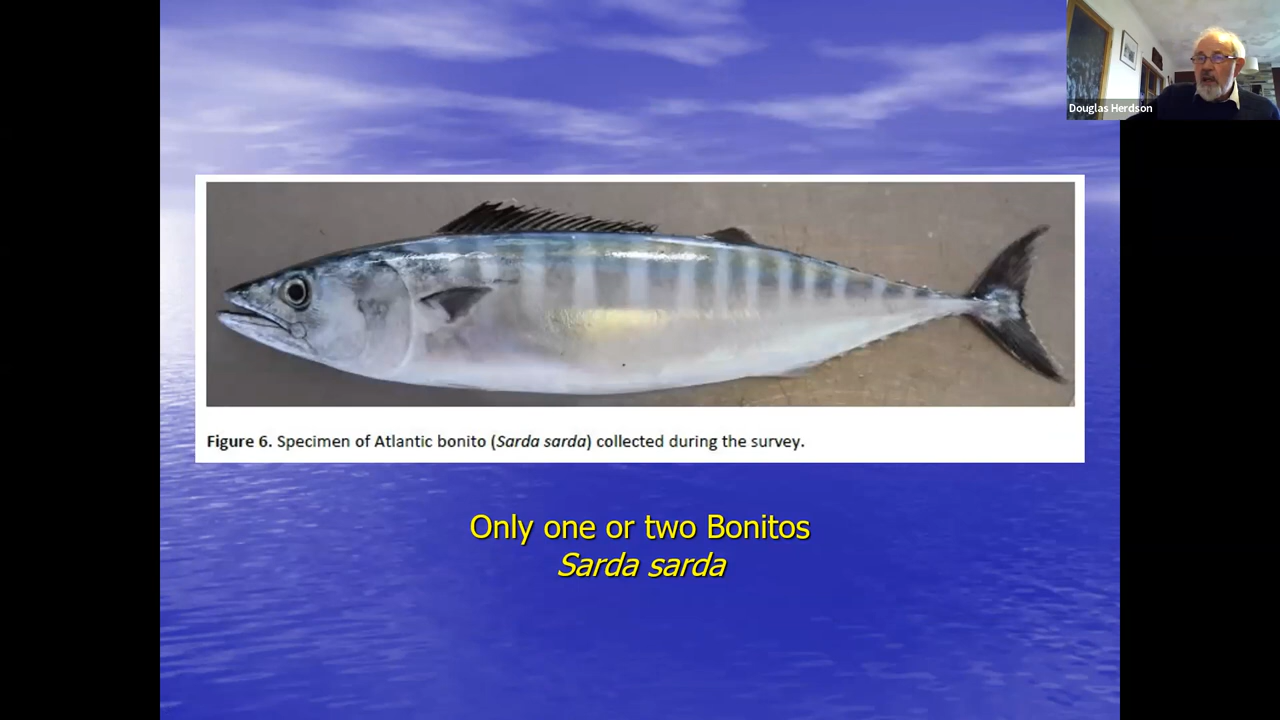 Douglas Herdson
Figure 6. Specimen of Atlantic bonito (Sarda sarda) collected during the survey.
Only one or two Bonitos
Sarda sarda